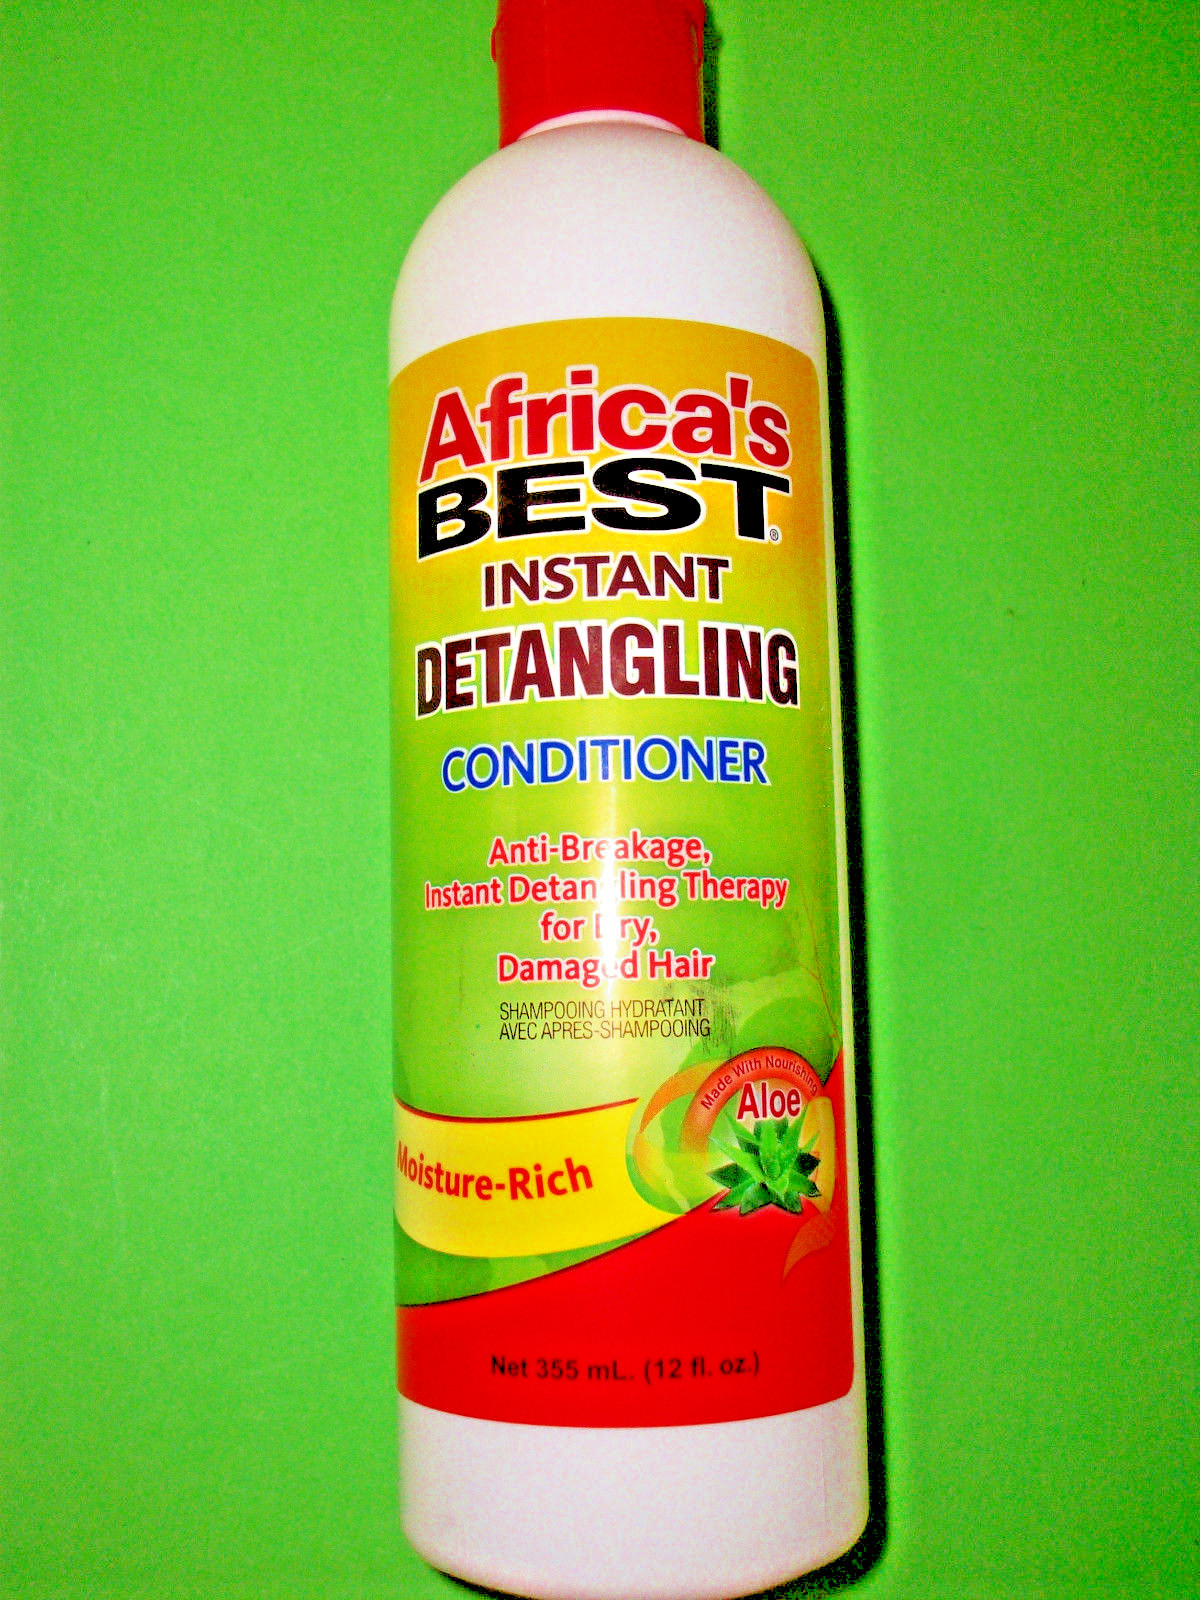 Africa's
BEST®
INSTANT
DETANGLING
CONDITIONER
Anti-Breakage,
Instant Detangling Therapy
for Dry,
Damaged Hair
SHAMPOOING HYDRATANT
AVEC APRES-SHAMPOOING
Made With Nourishing
Aloe
Moisture-Rich
Net 355 mL. (12 fl. oz.)